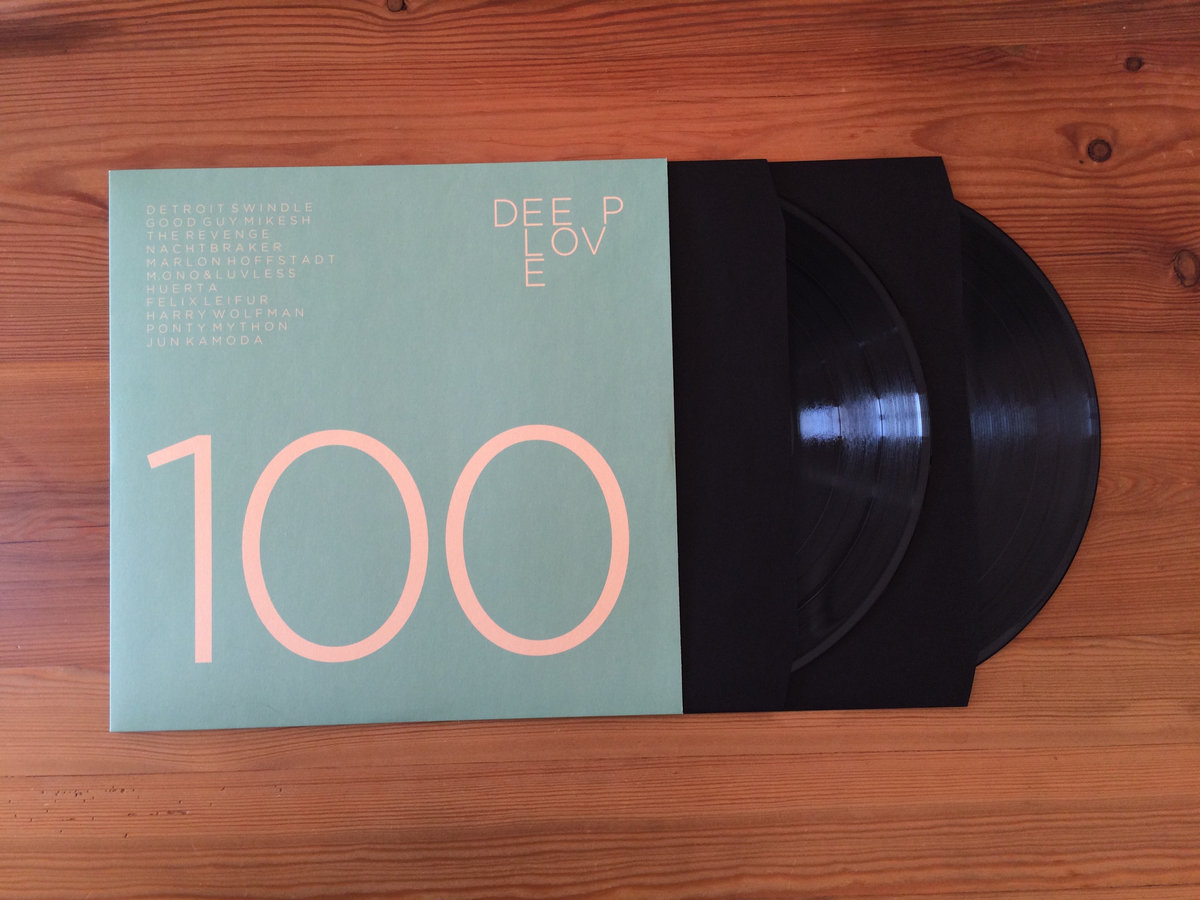 DETROIT SWINDLE
GOOD GUY MIKESH
THE REVENGE
NACHTBRAKER
MARLON HOFFSTADT
MONO & LUVLESS
HUERTA
FELIX LEIFUR
HARRY WOLFMAN
PONTY MYTHON
JUN KAMODA
DEE P
LOV
E
100